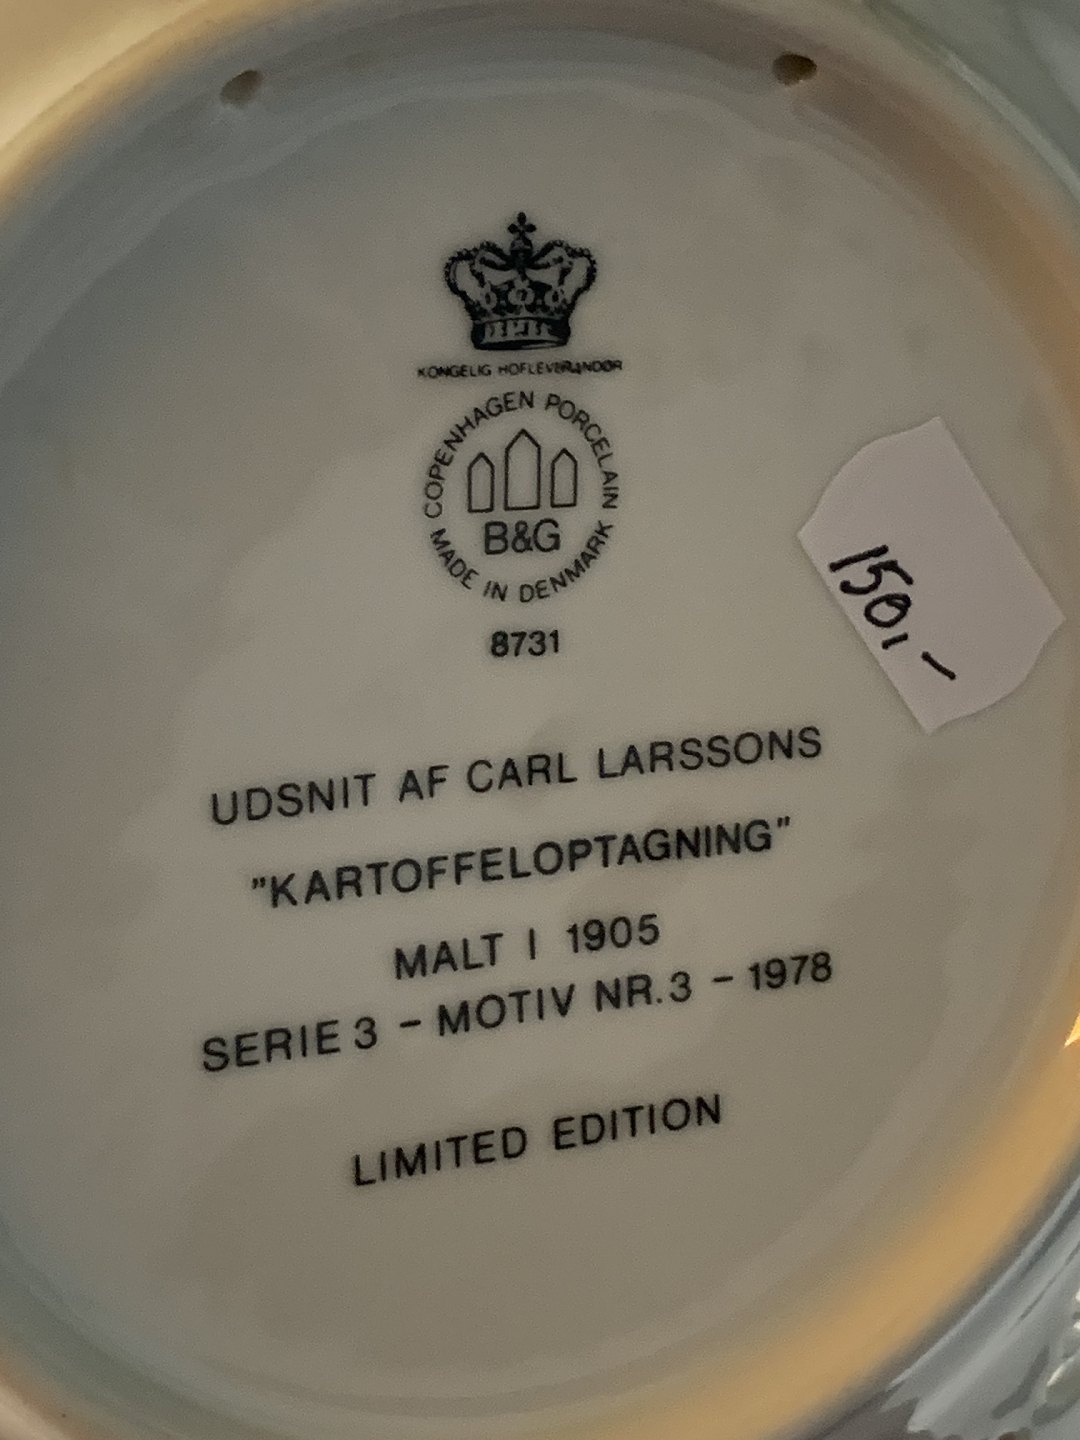 KONGELIG HOFLEVERANDØR
COPENHAGEN PORCELAIN
B&G
MADE IN DENMARK
8731
150,-
UDSNIT AF CARL LARSSONS
"KARTOFFELOPTAGNING"
MALT I 1905
SERIE 3 - MOTIV NR. 3 - 1978
LIMITED EDITION